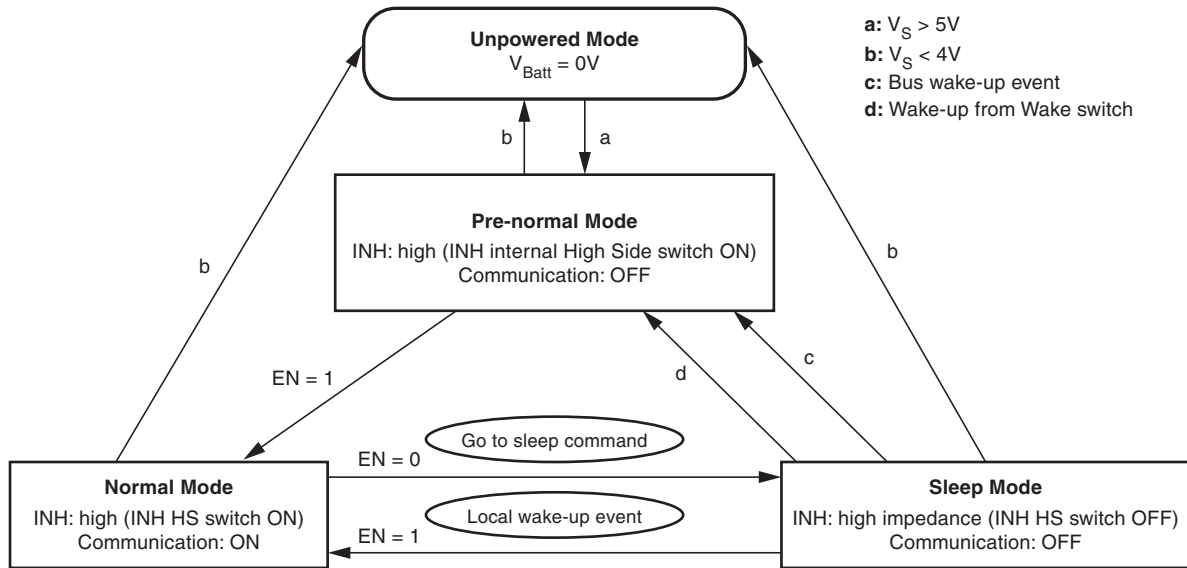 Unpowered Mode
V_Batt = 0V
a: V_S > 5V
b: V_S < 4V
c: Bus wake-up event
d: Wake-up from Wake switch
b
a
Pre-normal Mode
INH: high (INH internal High Side switch ON)
Communication: OFF
b
b
EN = 1
d
c
Go to sleep command
EN = 0
Normal Mode
INH: high (INH HS switch ON)
Communication: ON
Local wake-up event
EN = 1
Sleep Mode
INH: high impedance (INH HS switch OFF)
Communication: OFF